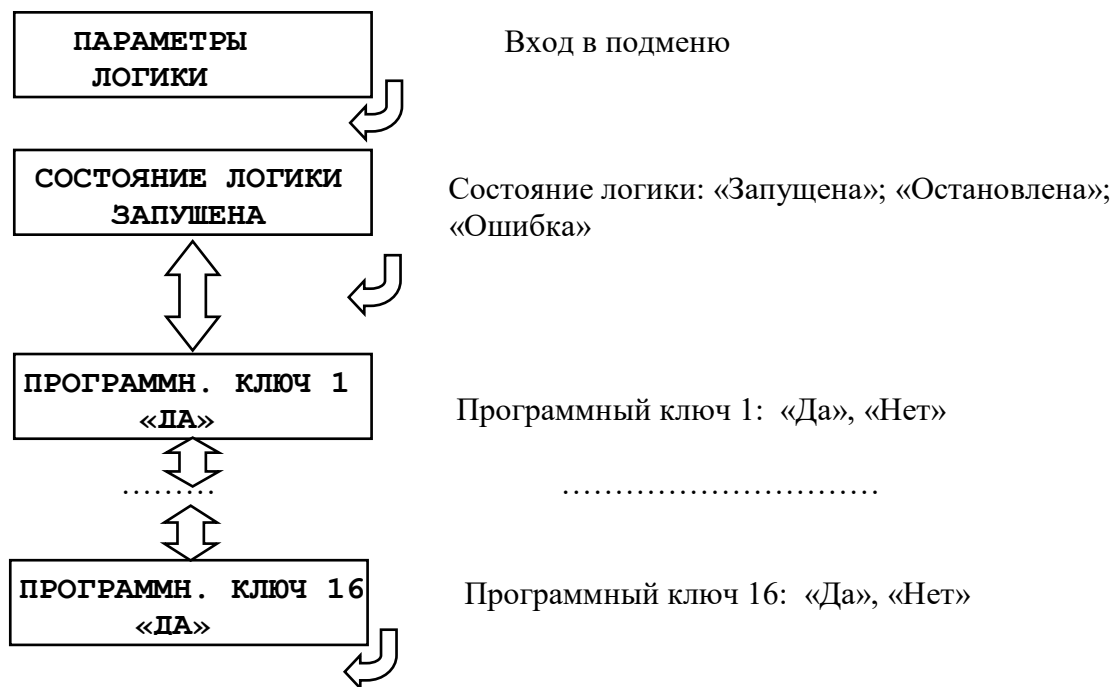 ПАРАМЕТРЫ
ЛОГИКИ
Вход в подменю
СОСТОЯНИЕ ЛОГИКИ
ЗАПУШЕНА
Состояние логики: «Запущена»; «Остановлена»;
«Ошибка»
ПРОГРАММН. КЛЮЧ 1
«ДА»
Программный ключ 1: «Да», «Нет»
………
…………………………
ПРОГРАММН. КЛЮЧ 16
«ДА»
Программный ключ 16: «Да», «Нет»